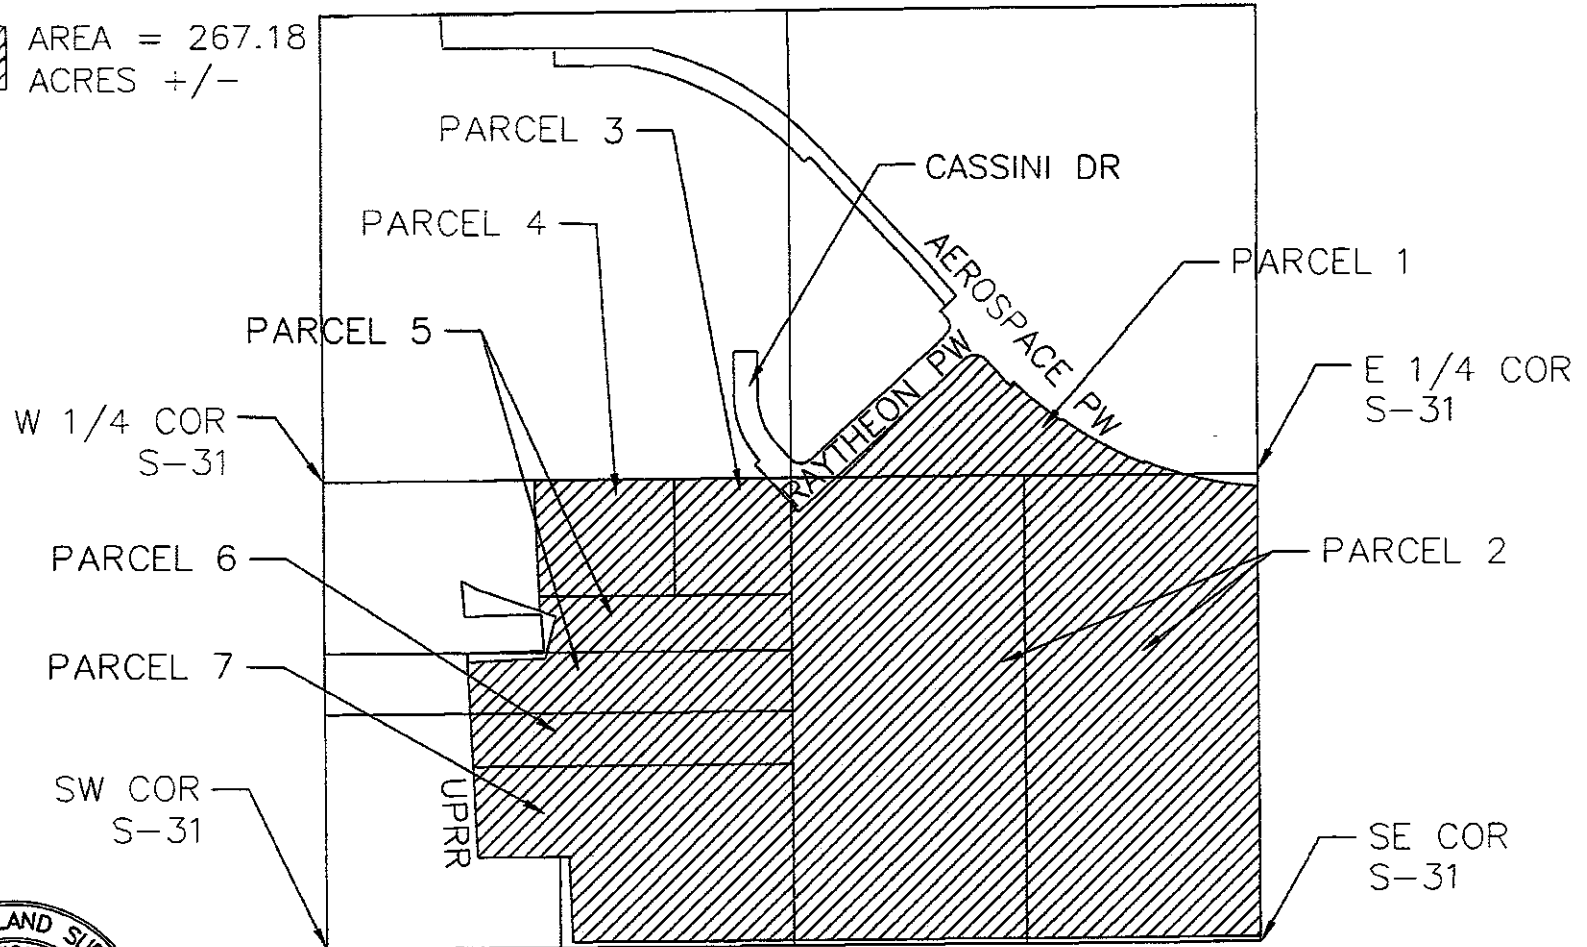 AREA = 267.18
ACRES +/-
PARCEL 3
CASSINI DR
PARCEL 4
AEROSPACE PW
PARCEL 1
PARCEL 5
RAYTHEON PW
E 1/4 COR
S-31
W 1/4 COR
S-31
PARCEL 6
PARCEL 2
PARCEL 7
UPRR
SW COR
S-31
SE COR
S-31
LAND